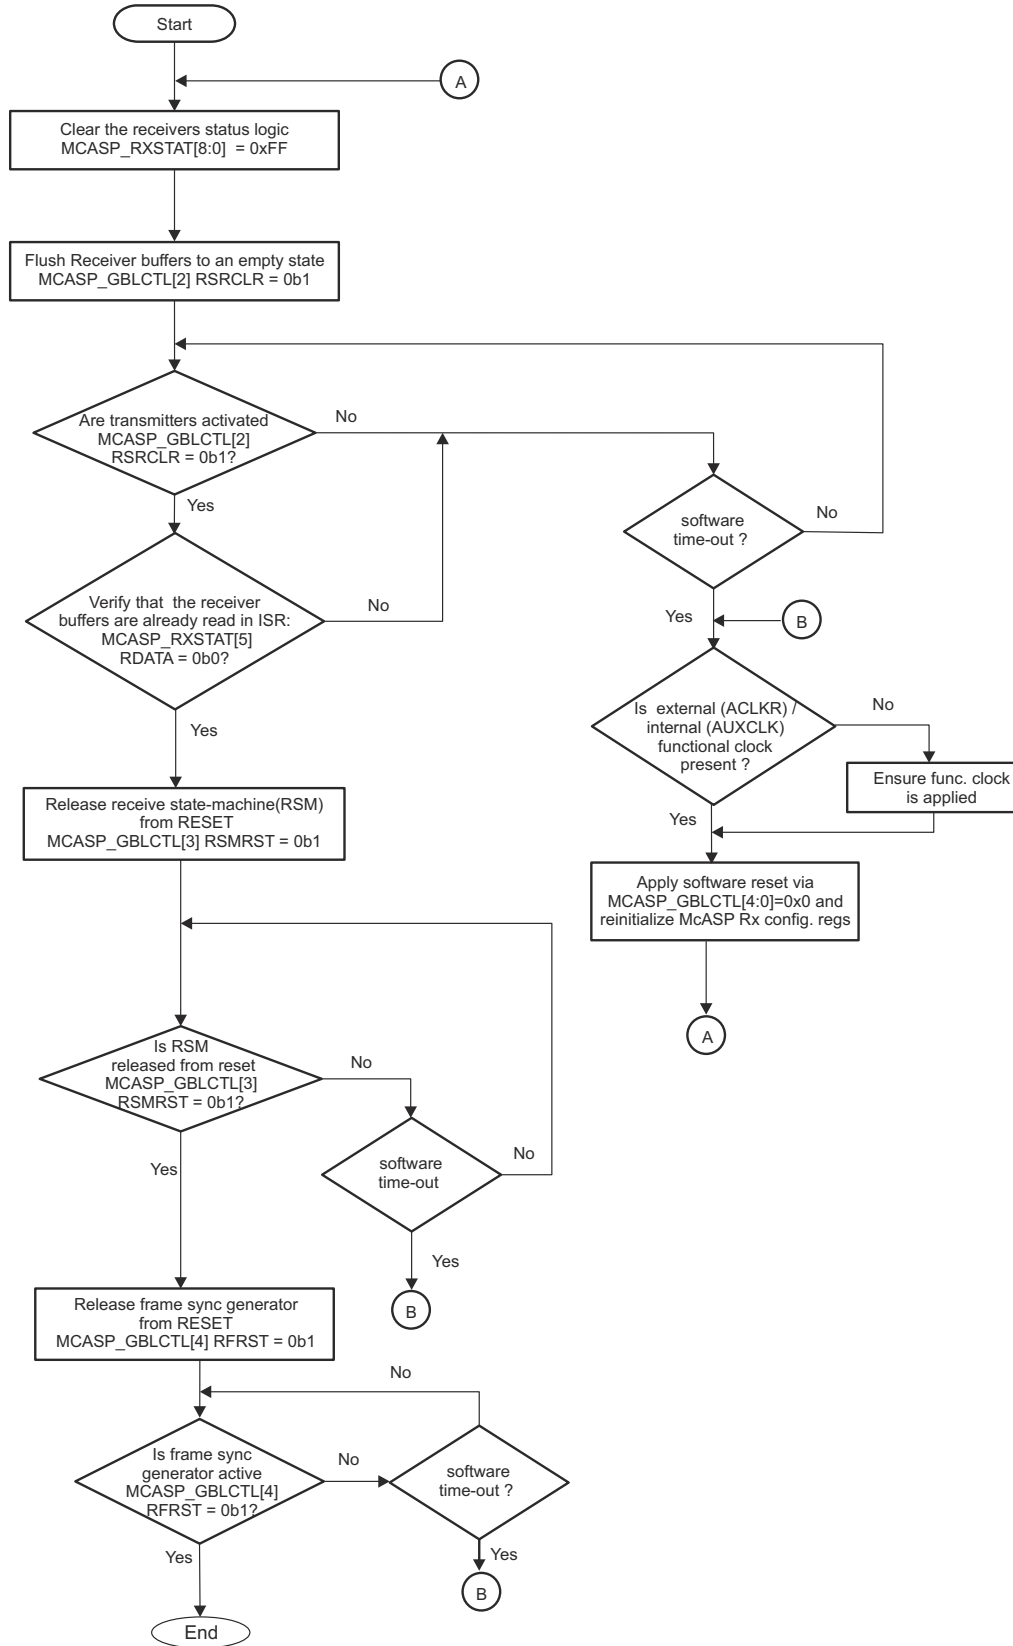 Start
A
Clear the receivers status logic
MCASP_RXSTAT[8:0] = 0xFF
Flush Receiver buffers to an empty state
MCASP_GBLCTL[2] RSRCLR = 0b1
Are transmitters activated
MCASP_GBLCTL[2]
RSRCLR = 0b1?
No
Yes
software
time-out ?
No
Yes
Verify that the receiver
buffers are already read in ISR:
MCASP_RXSTAT[5]
RDATA = 0b0?
No
Yes
B
Is external (ACLKR) /
internal (AUXCLK)
functional clock
present ?
No
Yes
Ensure func. clock
is applied
Release receive state-machine(RSM)
from RESET
MCASP_GBLCTL[3] RSMRST = 0b1
Apply software reset via
MCASP_GBLCTL[4:0]=0x0 and
reinitialize McASP Rx config. regs
A
Is RSM
released from reset
MCASP_GBLCTL[3]
RSMRST = 0b1?
No
Yes
software
time-out
No
Yes
B
Release frame sync generator
from RESET
MCASP_GBLCTL[4] RFRST = 0b1
No
Is frame sync
generator active
MCASP_GBLCTL[4]
RFRST = 0b1?
No
Yes
software
time-out ?
Yes
B
End